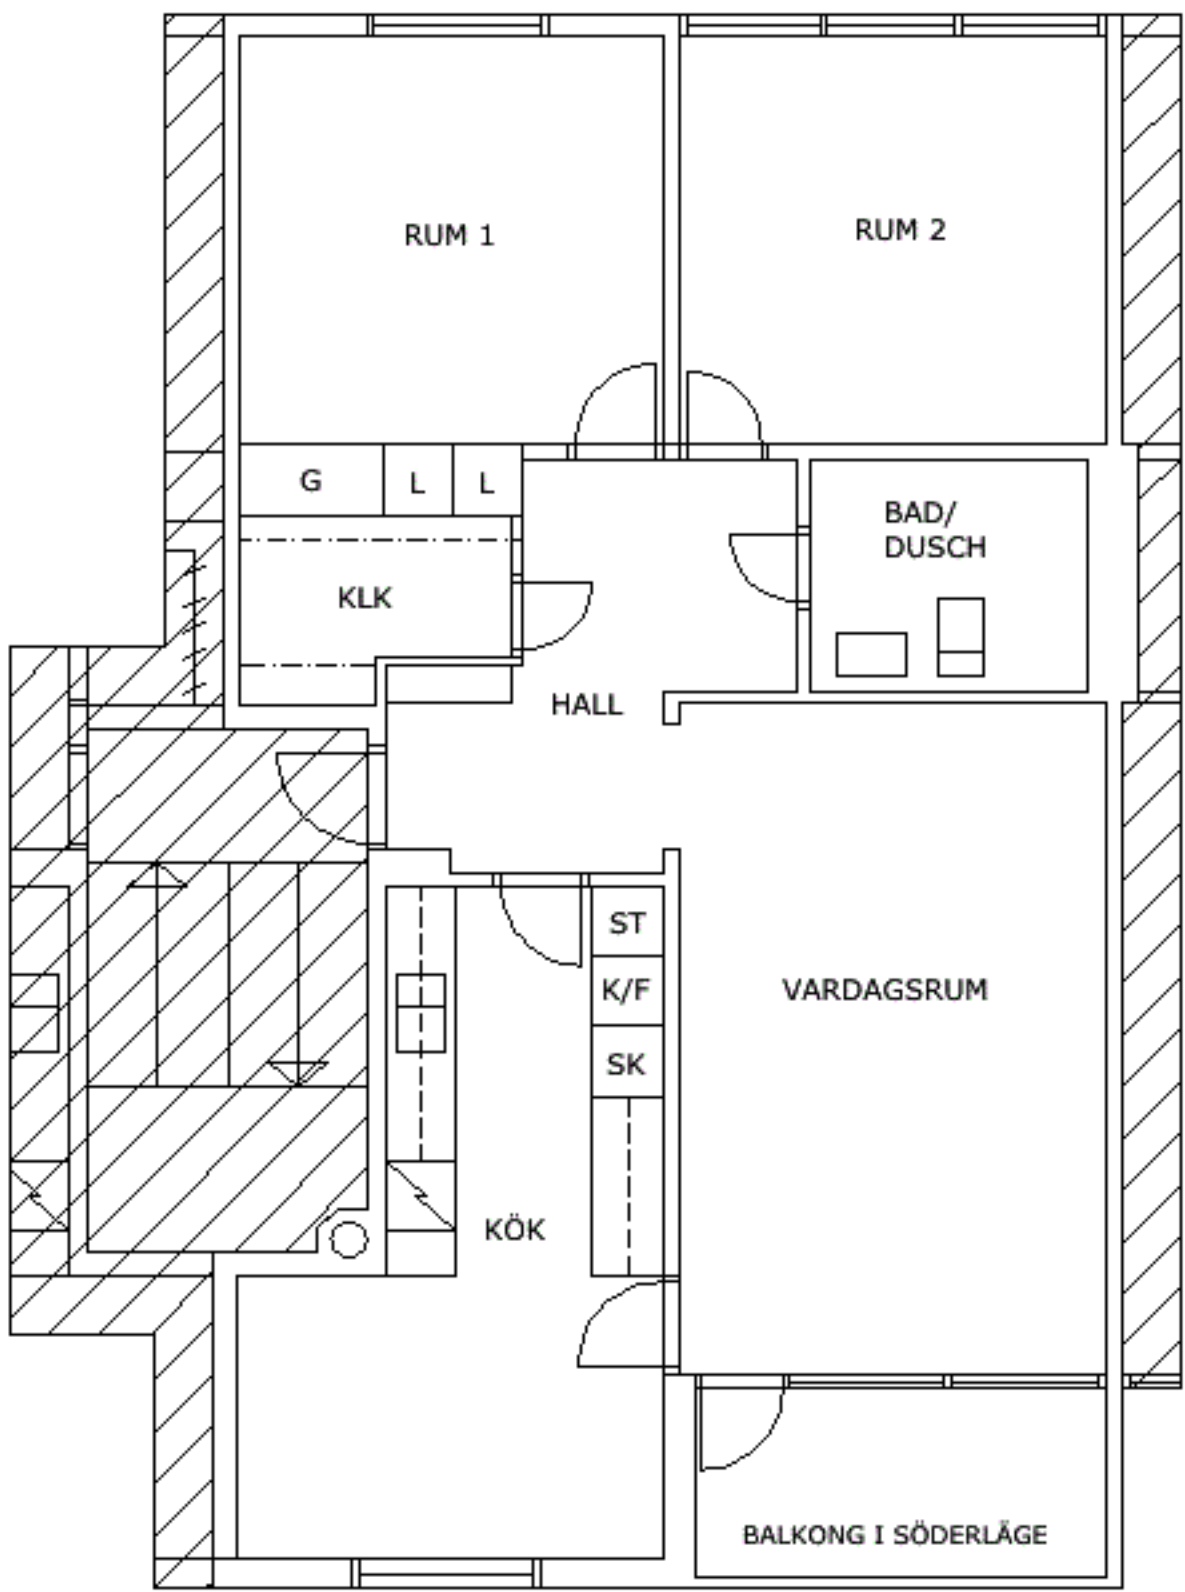 RUM 1
RUM 2
G
L
L
BAD/
DUSCH
KLK
HALL
ST
K/F
SK
VARDAGSRUM
KÖK
BALKONG I SÖDERLÄGE